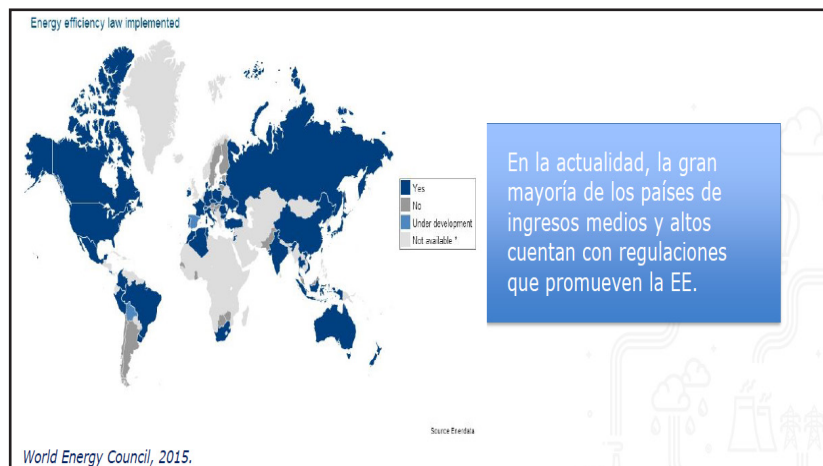 Energy efficiency law implemented
Yes
No
Under development
Not available *
En la actualidad, la gran
mayoría de los países de
ingresos medios y altos
cuentan con regulaciones
que promueven la EE.
Source Enerdata
World Energy Council, 2015.